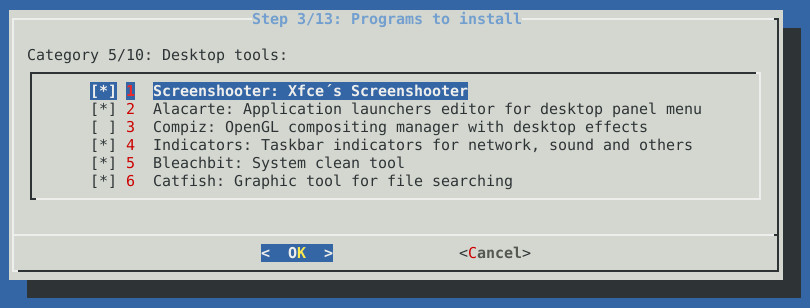 Step 3/13: Programs to install
Category 5/10: Desktop tools:
[*] 1 Screenshooter: Xfce´s Screenshooter
[*] 2 Alacarte: Application launchers editor for desktop panel menu
[ ] 3 Compiz: OpenGL compositing manager with desktop effects
[*] 4 Indicators: Taskbar indicators for network, sound and others
[*] 5 Bleachbit: System clean tool
[*] 6 Catfish: Graphic tool for file searching
< OK > <Cancel>